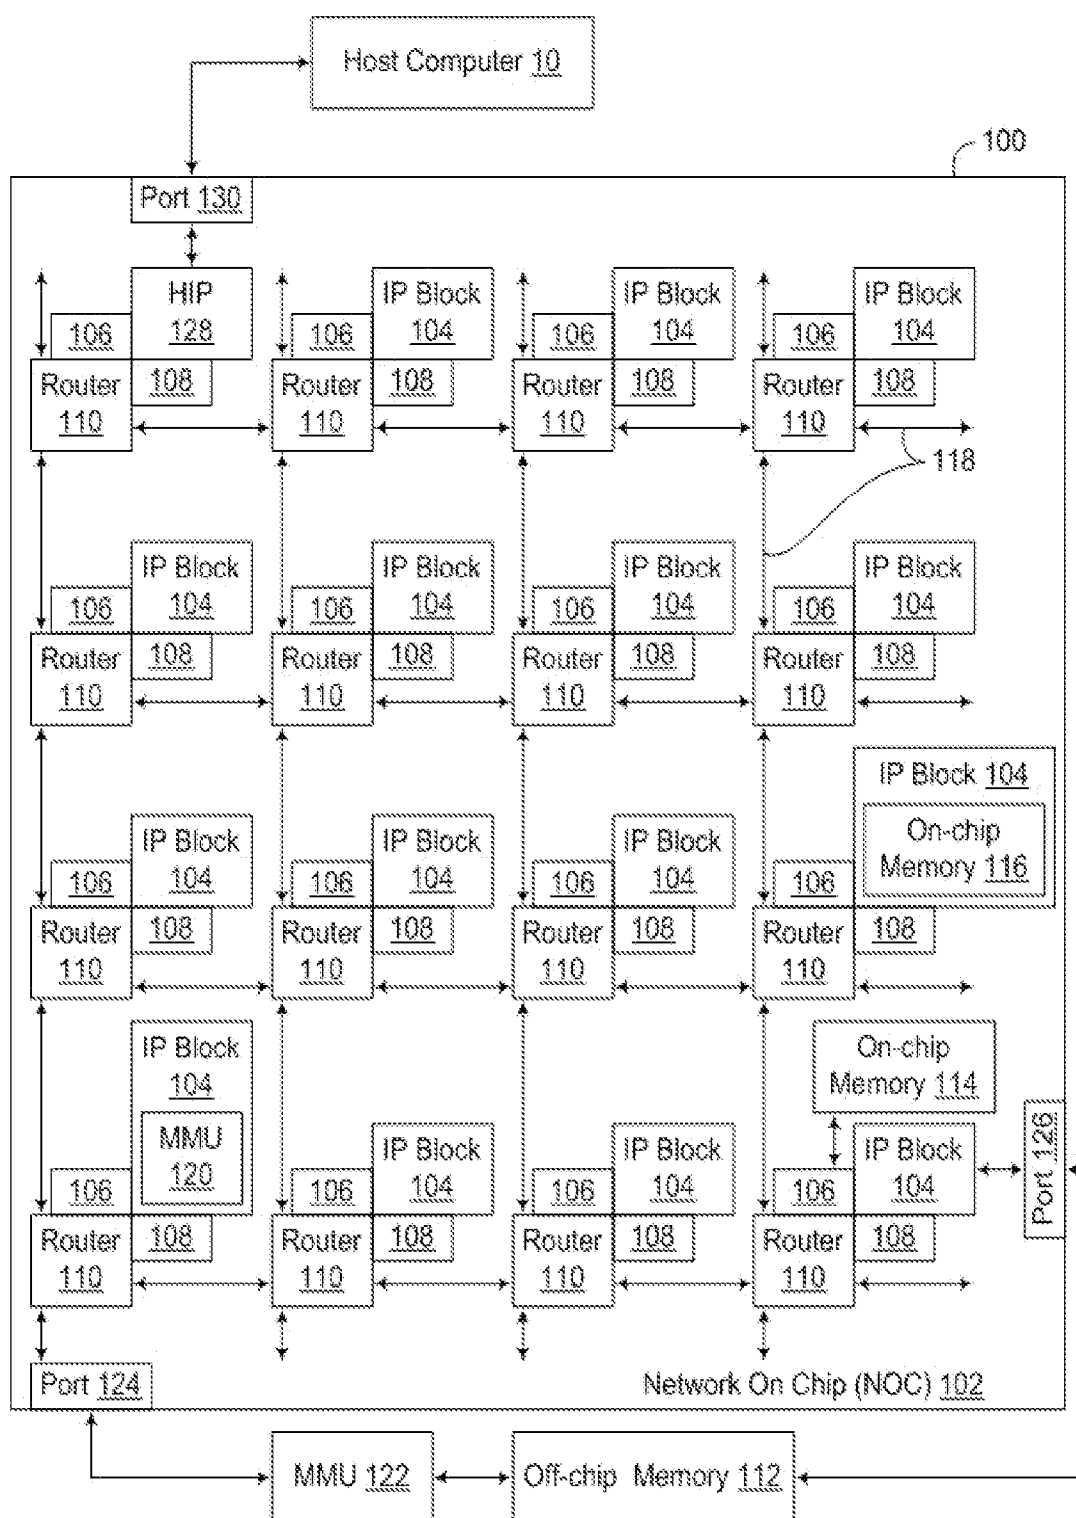 Host Computer 10
100
Port 130
HIP
128
106
108
Router
110
IP Block
104
106
108
Router
110
IP Block
104
106
108
Router
110
IP Block
104
106
108
Router
110
118
IP Block
104
106
108
Router
110
IP Block
104
106
108
Router
110
IP Block
104
106
108
Router
110
IP Block
104
106
108
Router
110
IP Block
104
106
108
Router
110
IP Block
104
106
108
Router
110
IP Block
104
106
108
Router
110
IP Block 104
On-chip
Memory 116
106
108
Router
110
IP Block
104
MMU
120
106
108
Router
110
IP Block
104
106
108
Router
110
IP Block
104
106
108
Router
110
On-chip
Memory 114
IP Block
104
106
108
Router
110
Port 126
Port 124
Network On Chip (NOC) 102
MMU 122
Off-chip Memory 112